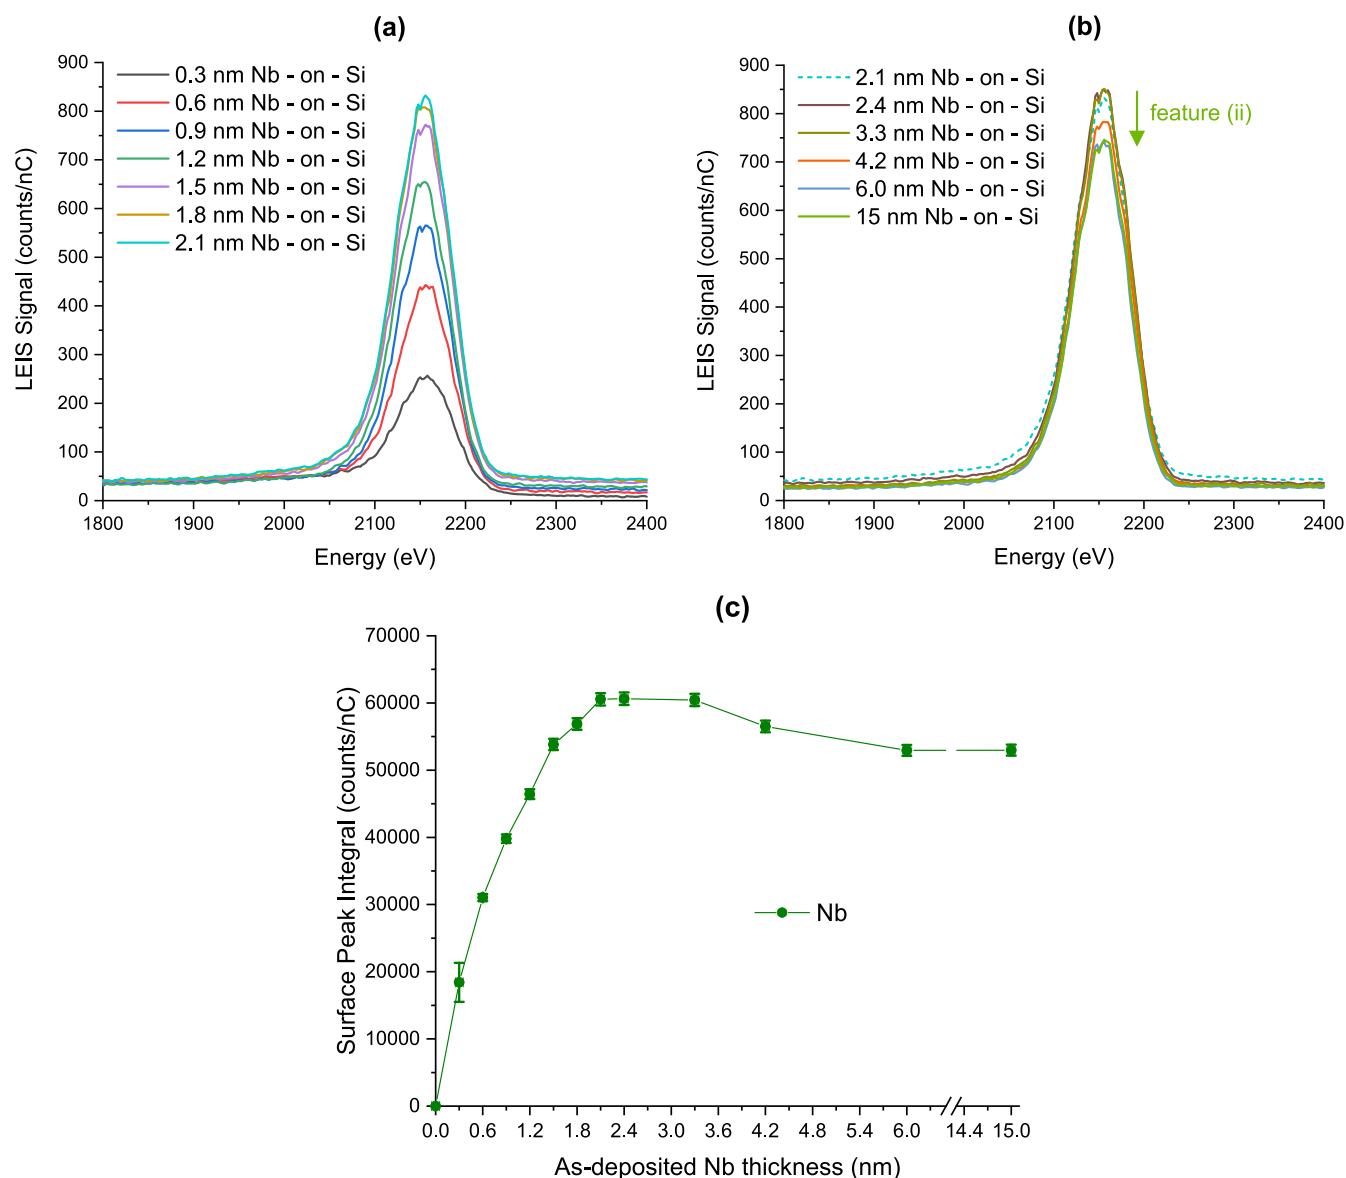 (a)
900
800
700
600
500
400
300
200
100
0
LEIS Signal (counts/nC)
0.3 nm Nb - on - Si
0.6 nm Nb - on - Si
0.9 nm Nb - on - Si
1.2 nm Nb - on - Si
1.5 nm Nb - on - Si
1.8 nm Nb - on - Si
2.1 nm Nb - on - Si
1800 1900 2000 2100 2200 2300 2400
Energy (eV)
(b)
900
800
700
600
500
400
300
200
100
0
LEIS Signal (counts/nC)
2.1 nm Nb - on - Si
2.4 nm Nb - on - Si
3.3 nm Nb - on - Si
4.2 nm Nb - on - Si
6.0 nm Nb - on - Si
15 nm Nb - on - Si
feature (ii)
1800 1900 2000 2100 2200 2300 2400
Energy (eV)
(c)
70000
60000
50000
40000
30000
20000
10000
0
Surface Peak Integral (counts/nC)
Nb
0.0 0.6 1.2 1.8 2.4 3.0 3.6 4.2 4.8 5.4 6.0 14.4 15.0
As-deposited Nb thickness (nm)